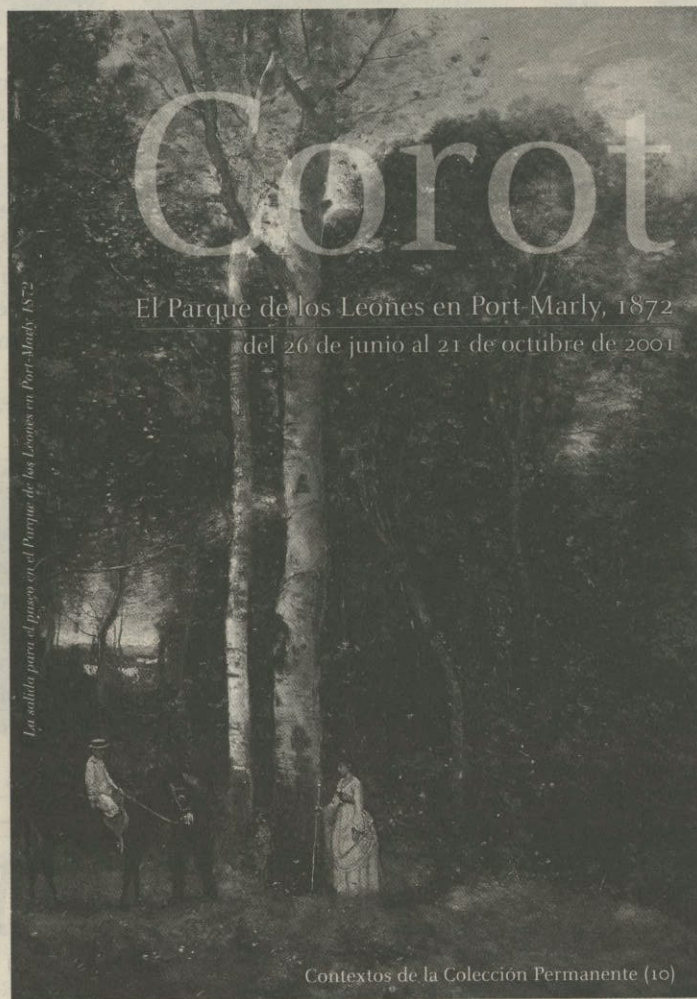 Corot
El Parque de los Leones en Port-Marly, 1872
del 26 de junio al 21 de octubre de 2001
La salida para el paseo en el Parque de los Leones en Port-Marly 1872
Contextos de la Colección Permanente (10)